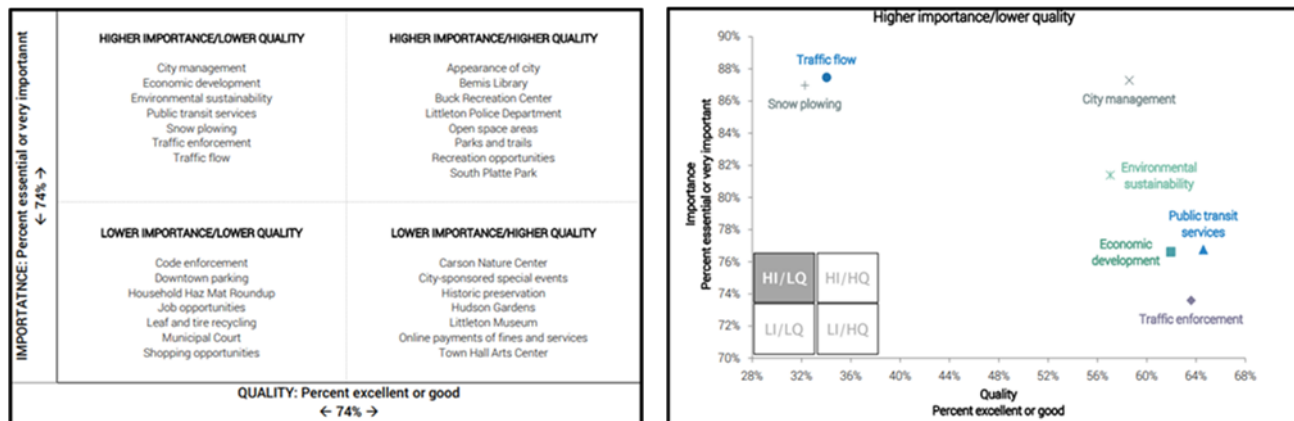 HIGHER IMPORTANCE/LOWER QUALITY
City management
Economic development
Environmental sustainability
Public transit services
Snow plowing
Traffic enforcement
Traffic flow
HIGHER IMPORTANCE/HIGHER QUALITY
Appearance of city
Bemis Library
Buck Recreation Center
Littleton Police Department
Open space areas
Parks and trails
Recreation opportunities
South Platte Park
LOWER IMPORTANCE/LOWER QUALITY
Code enforcement
Downtown parking
Household Haz Mat Roundup
Job opportunities
Leaf and tire recycling
Municipal Court
Shopping opportunities
LOWER IMPORTANCE/HIGHER QUALITY
Carson Nature Center
City-sponsored special events
Historic preservation
Hudson Gardens
Littleton Museum
Online payments of fines and services
Town Hall Arts Center
IMPORTATNCE: Percent essential or very importannt
← 74% →
QUALITY: Percent excellent or good
← 74% →
Higher importance/lower quality
Importance
Percent essential or very important
90%
88%
86%
84%
82%
80%
78%
76%
74%
72%
70%
Traffic flow
Snow plowing
City management
Environmental
sustainability
Public transit
services
Economic
development
Traffic enforcement
HI/LQ
HI/HQ
LI/LQ
LI/HQ
28%
32%
36%
40%
44%
48%
52%
56%
60%
64%
68%
Quality
Percent excellent or good